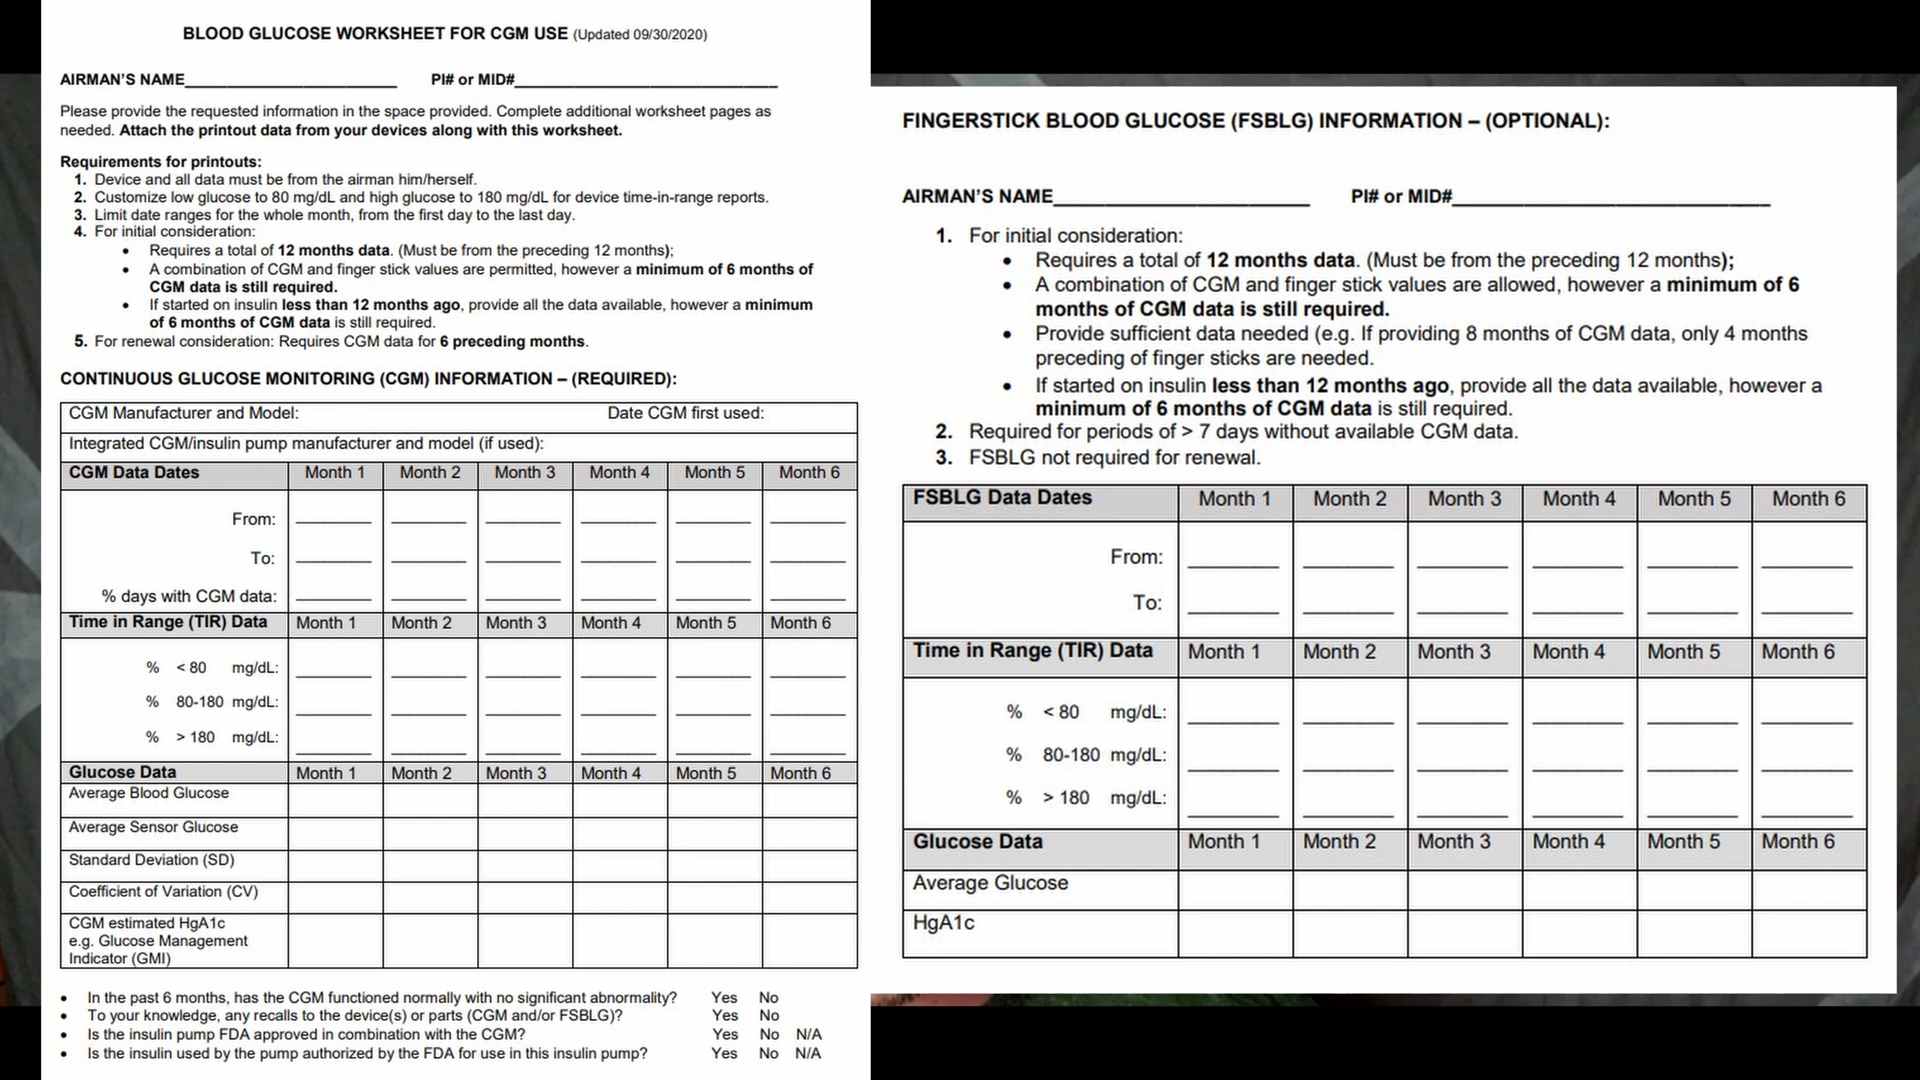 BLOOD GLUCOSE WORKSHEET FOR CGM USE (Updated 09/30/2020)
AIRMAN'S NAME_________________________ PI# or MID#_______________________________
Please provide the requested information in the space provided. Complete additional worksheet pages as
needed. Attach the printout data from your devices along with this worksheet.
Requirements for printouts:
1. Device and all data must be from the airman him/herself.
2. Customize low glucose to 80 mg/dL and high glucose to 180 mg/dL for device time-in-range reports.
3. Limit date ranges for the whole month, from the first day to the last day.
4. For initial consideration:
• Requires a total of 12 months data. (Must be from the preceding 12 months);
• A combination of CGM and finger stick values are permitted, however a minimum of 6 months of
CGM data is still required.
• If started on insulin less than 12 months ago, provide all the data available, however a minimum
of 6 months of CGM data is still required.
5. For renewal consideration: Requires CGM data for 6 preceding months.
CONTINUOUS GLUCOSE MONITORING (CGM) INFORMATION – (REQUIRED):
CGM Manufacturer and Model: Date CGM first used:
Integrated CGM/insulin pump manufacturer and model (if used):
CGM Data Dates Month 1 Month 2 Month 3 Month 4 Month 5 Month 6
From:
To:
% days with CGM data:
Time in Range (TIR) Data Month 1 Month 2 Month 3 Month 4 Month 5 Month 6
% < 80 mg/dL:
% 80-180 mg/dL:
% > 180 mg/dL:
Glucose Data Month 1 Month 2 Month 3 Month 4 Month 5 Month 6
Average Blood Glucose
Average Sensor Glucose
Standard Deviation (SD)
Coefficient of Variation (CV)
CGM estimated HgA1c
e.g. Glucose Management
Indicator (GMI)
• In the past 6 months, has the CGM functioned normally with no significant abnormality? Yes No
• To your knowledge, any recalls to the device(s) or parts (CGM and/or FSBLG)? Yes No
• Is the insulin pump FDA approved in combination with the CGM? Yes No N/A
• Is the insulin used by the pump authorized by the FDA for use in this insulin pump? Yes No N/A
FINGERSTICK BLOOD GLUCOSE (FSBLG) INFORMATION – (OPTIONAL):
AIRMAN'S NAME_________________________ PI# or MID#_______________________________
1. For initial consideration:
• Requires a total of 12 months data. (Must be from the preceding 12 months);
• A combination of CGM and finger stick values are allowed, however a minimum of 6
months of CGM data is still required.
• Provide sufficient data needed (e.g. If providing 8 months of CGM data, only 4 months
preceding of finger sticks are needed.
• If started on insulin less than 12 months ago, provide all the data available, however a
minimum of 6 months of CGM data is still required.
2. Required for periods of > 7 days without available CGM data.
3. FSBLG not required for renewal.
FSBLG Data Dates Month 1 Month 2 Month 3 Month 4 Month 5 Month 6
From:
To:
Time in Range (TIR) Data Month 1 Month 2 Month 3 Month 4 Month 5 Month 6
% < 80 mg/dL:
% 80-180 mg/dL:
% > 180 mg/dL:
Glucose Data Month 1 Month 2 Month 3 Month 4 Month 5 Month 6
Average Glucose
HgA1c